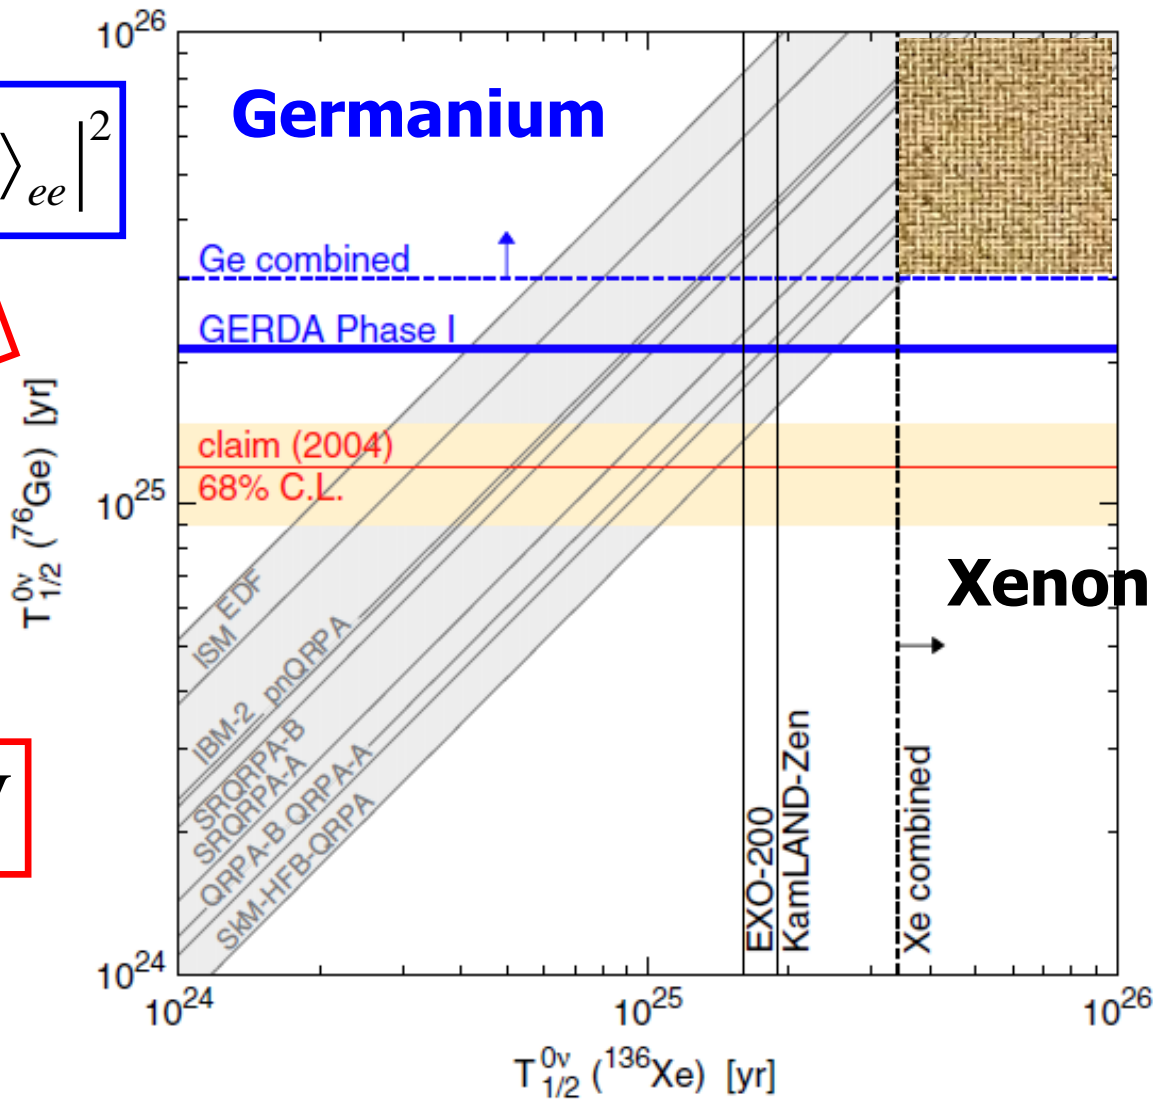 10^26
Germanium
⟩_ee|^2
Ge combined
GERDA Phase I
claim (2004)
68% C.L.
10^25
T^0ν_1/2 (^76Ge) [yr]
Xenon
EDF
ISM
IBM-2
pnQRPA
SRQRPA-B
SRQRPA-A
QRPA-B
QRPA-A
SkM-HFB-QRPA
EXO-200
KamLAND-Zen
Xe combined
10^24
10^24
10^25
10^26
T^0ν_1/2 (^136Xe) [yr]